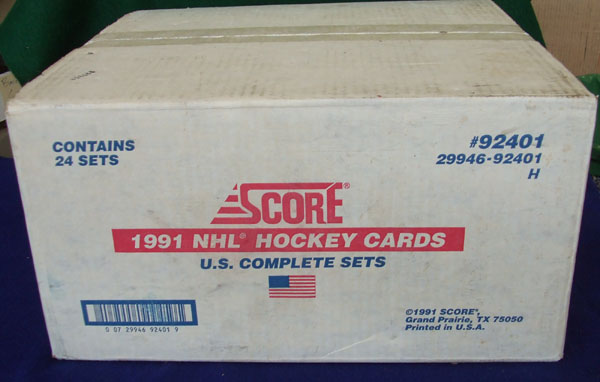 CONTAINS
24 SETS
#92401
29946-92401
H
SCORE®
1991 NHL® HOCKEY CARDS
U.S. COMPLETE SETS
0 07 29946 92401 9
©1991 SCORE®,
Grand Prairie, TX 75050
Printed in U.S.A.